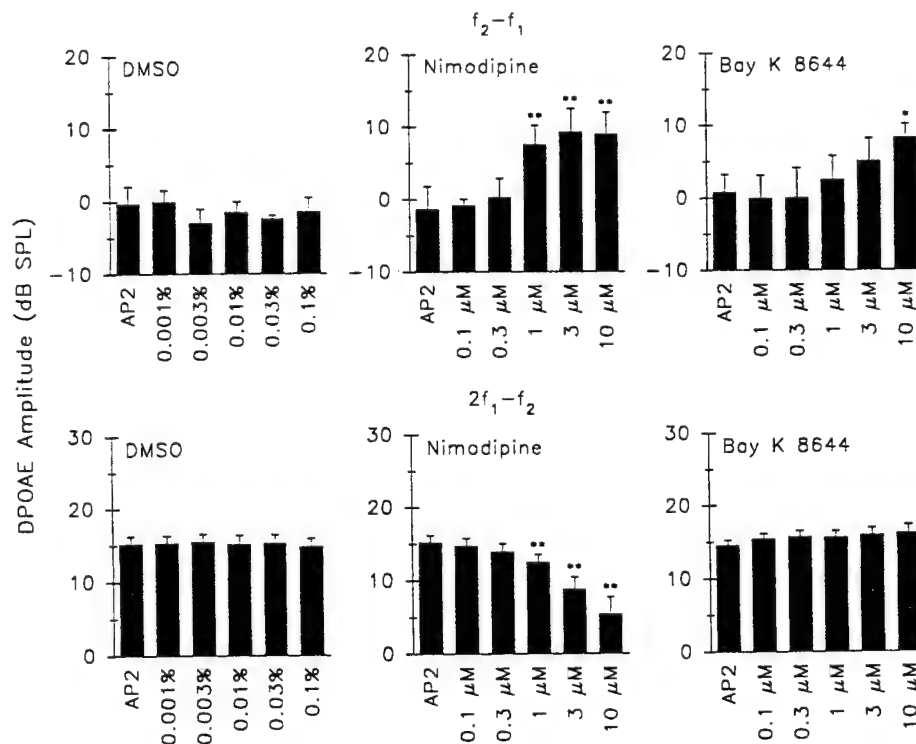 f₂−f₁
DMSO
Nimodipine
Bay K 8644
20
10
0
−10
20
10
0
−10
20
10
0
−10
**
**
**
*
AP2
0.001%
0.003%
0.01%
0.03%
0.1%
AP2
0.1 μM
0.3 μM
1 μM
3 μM
10 μM
AP2
0.1 μM
0.3 μM
1 μM
3 μM
10 μM
DPOAE Amplitude (dB SPL)
2f₁−f₂
DMSO
Nimodipine
Bay K 8644
30
20
10
0
30
20
10
0
30
20
10
0
**
**
**
AP2
0.001%
0.003%
0.01%
0.03%
0.1%
AP2
0.1 μM
0.3 μM
1 μM
3 μM
10 μM
AP2
0.1 μM
0.3 μM
1 μM
3 μM
10 μM